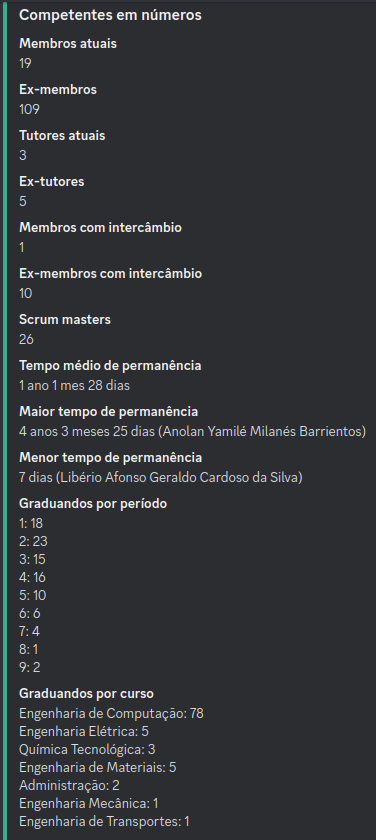 Competentes em números
Membros atuais
19
Ex-membros
109
Tutores atuais
3
Ex-tutores
5
Membros com intercâmbio
1
Ex-membros com intercâmbio
10
Scrum masters
26
Tempo médio de permanência
1 ano 1 mes 28 dias
Maior tempo de permanência
4 anos 3 meses 25 dias (Anolan Yamilé Milanés Barrientos)
Menor tempo de permanência
7 dias (Libério Afonso Geraldo Cardoso da Silva)
Graduandos por período
1: 18
2: 23
3: 15
4: 16
5: 10
6: 6
7: 4
8: 1
9: 2
Graduandos por curso
Engenharia de Computação: 78
Engenharia Elétrica: 5
Química Tecnológica: 3
Engenharia de Materiais: 5
Administração: 2
Engenharia Mecânica: 1
Engenharia de Transportes: 1